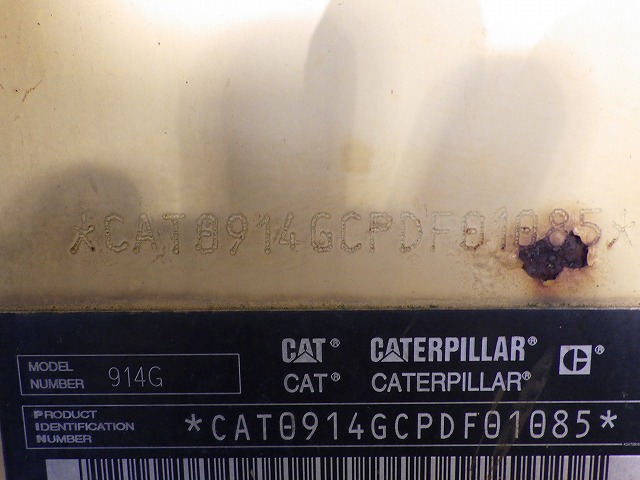 *CAT0914GCPDF01085*
CAT® CATERPILLAR® ®
CAT® CATERPILLAR®
MODEL NUMBER 914G
PRODUCT IDENTIFICATION NUMBER *CAT0914GCPDF01085*